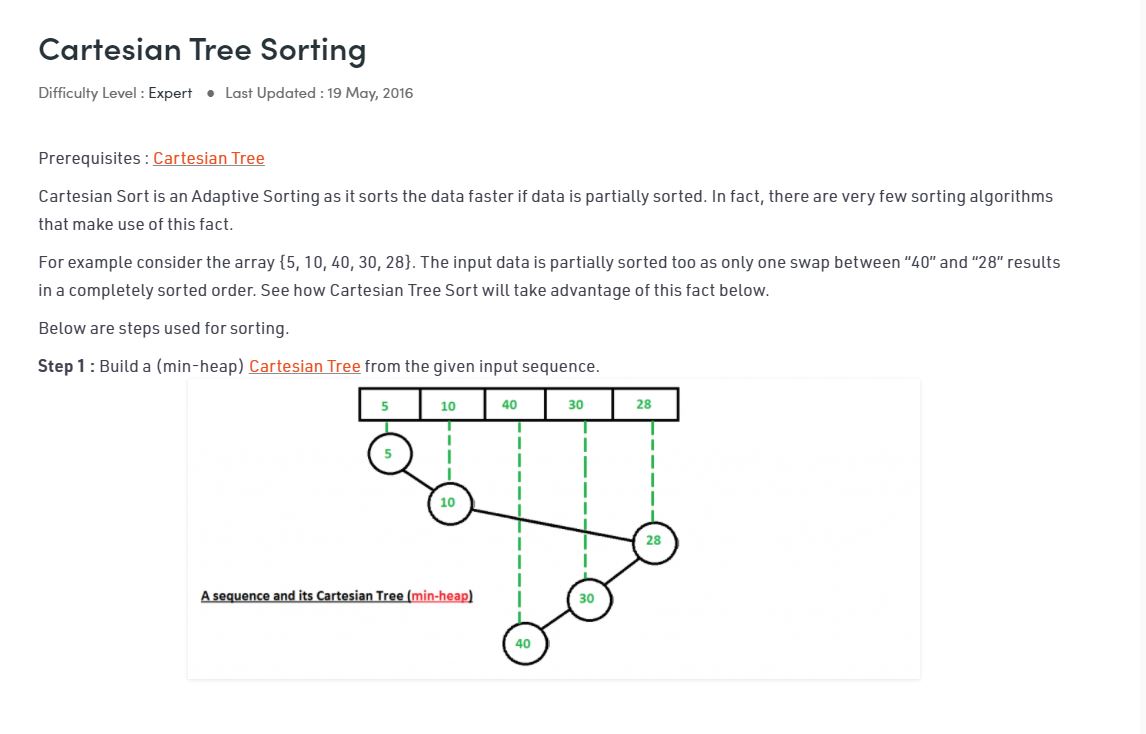 Cartesian Tree Sorting
Difficulty Level : Expert ● Last Updated : 19 May, 2016
Prerequisites : Cartesian Tree
Cartesian Sort is an Adaptive Sorting as it sorts the data faster if data is partially sorted. In fact, there are very few sorting algorithms
that make use of this fact.
For example consider the array {5, 10, 40, 30, 28}. The input data is partially sorted too as only one swap between “40” and “28” results
in a completely sorted order. See how Cartesian Tree Sort will take advantage of this fact below.
Below are steps used for sorting.
Step 1 : Build a (min-heap) Cartesian Tree from the given input sequence.
5 10 40 30 28
5
10
28
A sequence and its Cartesian Tree (min-heap)
30
40